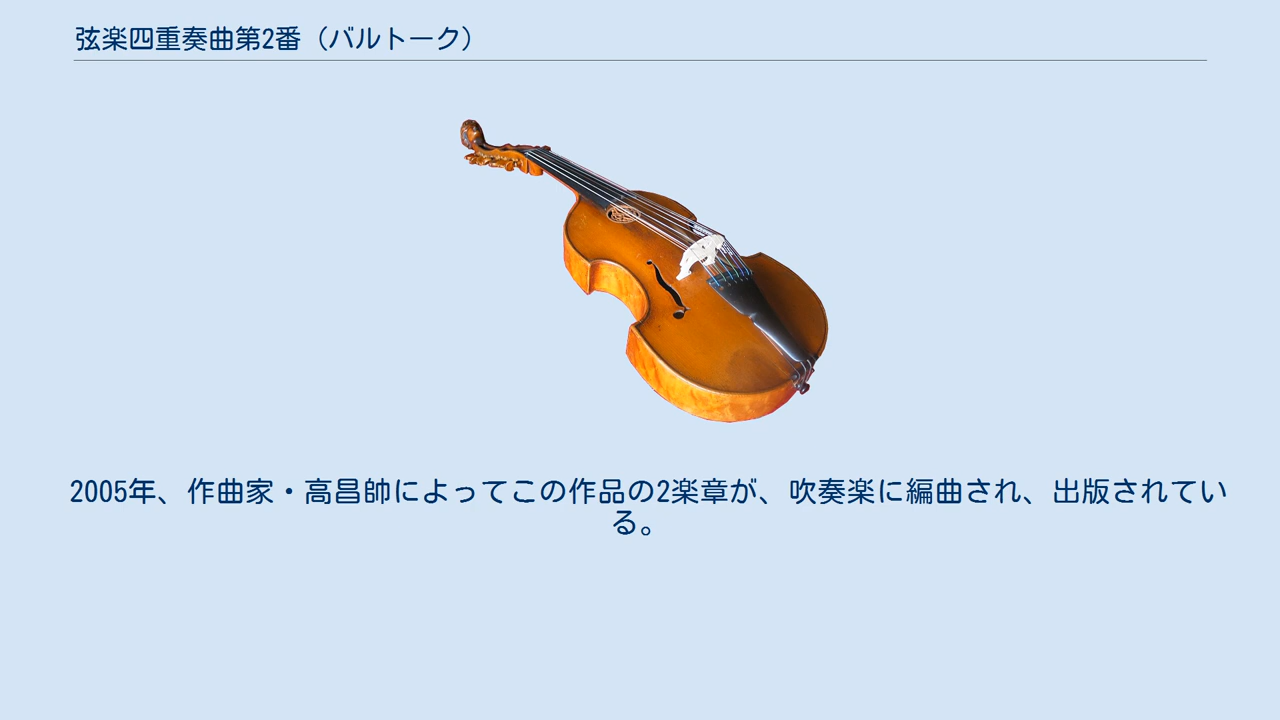 弦楽四重奏曲第2番（バルトーク）
2005年、作曲家・高昌帥によってこの作品の2楽章が、吹奏楽に編曲され、出版されてい
る。